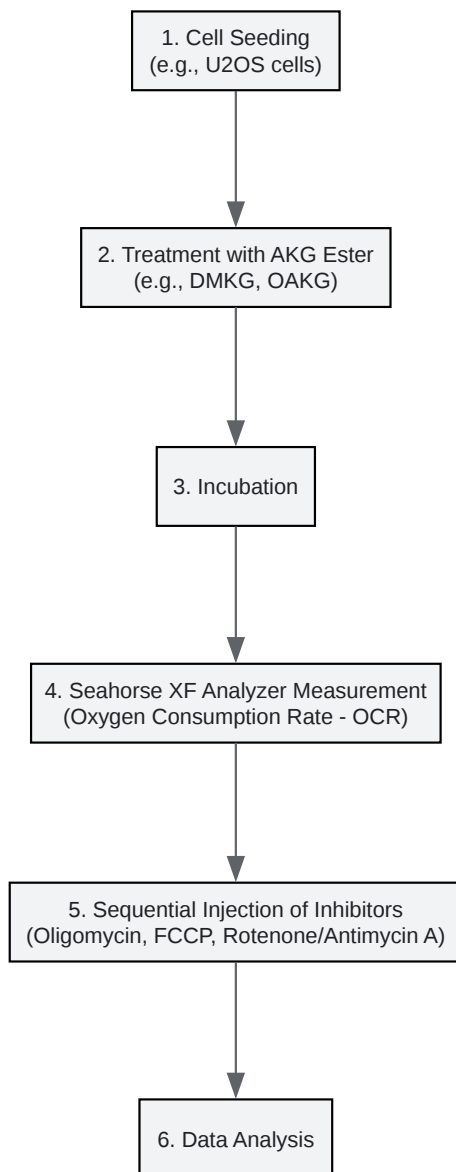 1. Cell Seeding
(e.g., U2OS cells)
2. Treatment with AKG Ester
(e.g., DMKG, OAKG)
3. Incubation
4. Seahorse XF Analyzer Measurement
(Oxygen Consumption Rate - OCR)
5. Sequential Injection of Inhibitors
(Oligomycin, FCCP, Rotenone/Antimycin A)
6. Data Analysis